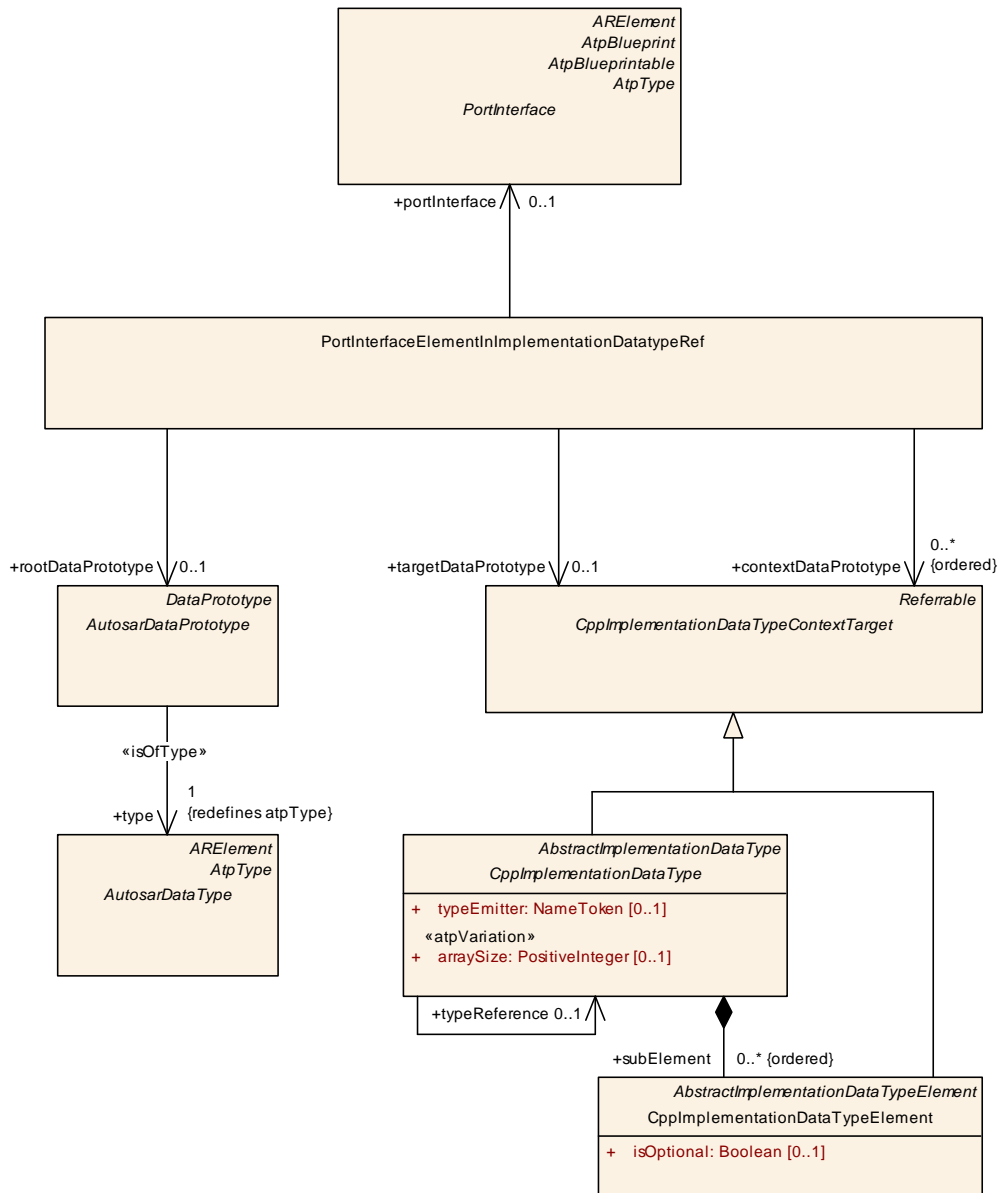 ARElement
AtpBlueprint
AtpBlueprintable
AtpType
PortInterface
+portInterface 0..1
PortInterfaceElementInImplementationDatatypeRef
+rootDataPrototype 0..1
+targetDataPrototype 0..1
+contextDataPrototype 0..*
{ordered}
DataPrototype
AutosarDataPrototype
Referrable
CppImplementationDataTypeContextTarget
«isOfType»
+type 1
{redefines atpType}
ARElement
AtpType
AutosarDataType
AbstractImplementationDataType
CppImplementationDataType
+ typeEmitter: NameToken [0..1]
«atpVariation»
+ arraySize: PositiveInteger [0..1]
+typeReference 0..1
+subElement 0..* {ordered}
AbstractImplementationDataTypeElement
CppImplementationDataTypeElement
+ isOptional: Boolean [0..1]